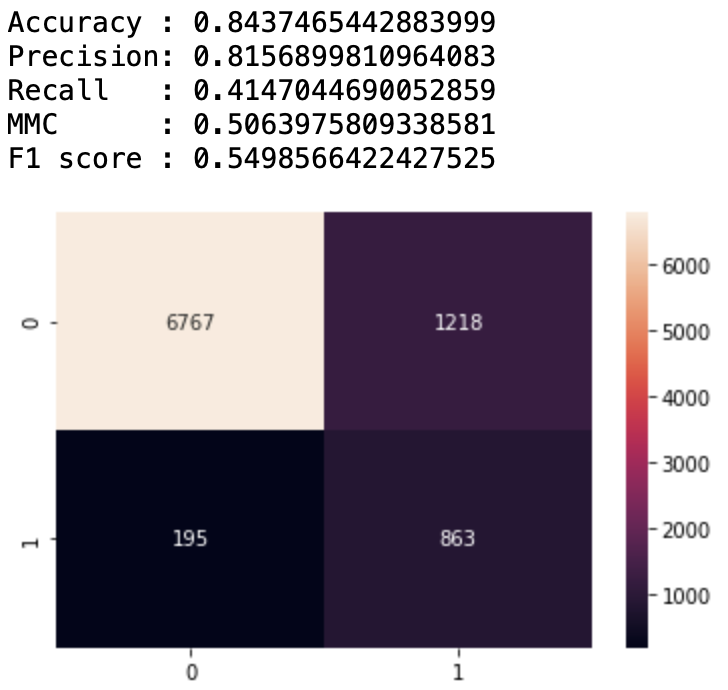 Accuracy : 0.8437465442883999
Precision: 0.8156899810964083
Recall   : 0.4147044690052859
MMC      : 0.5063975809338581
F1 score : 0.5498566422427525
6767 1218
195 863
0
1
0 1
6000
5000
4000
3000
2000
1000